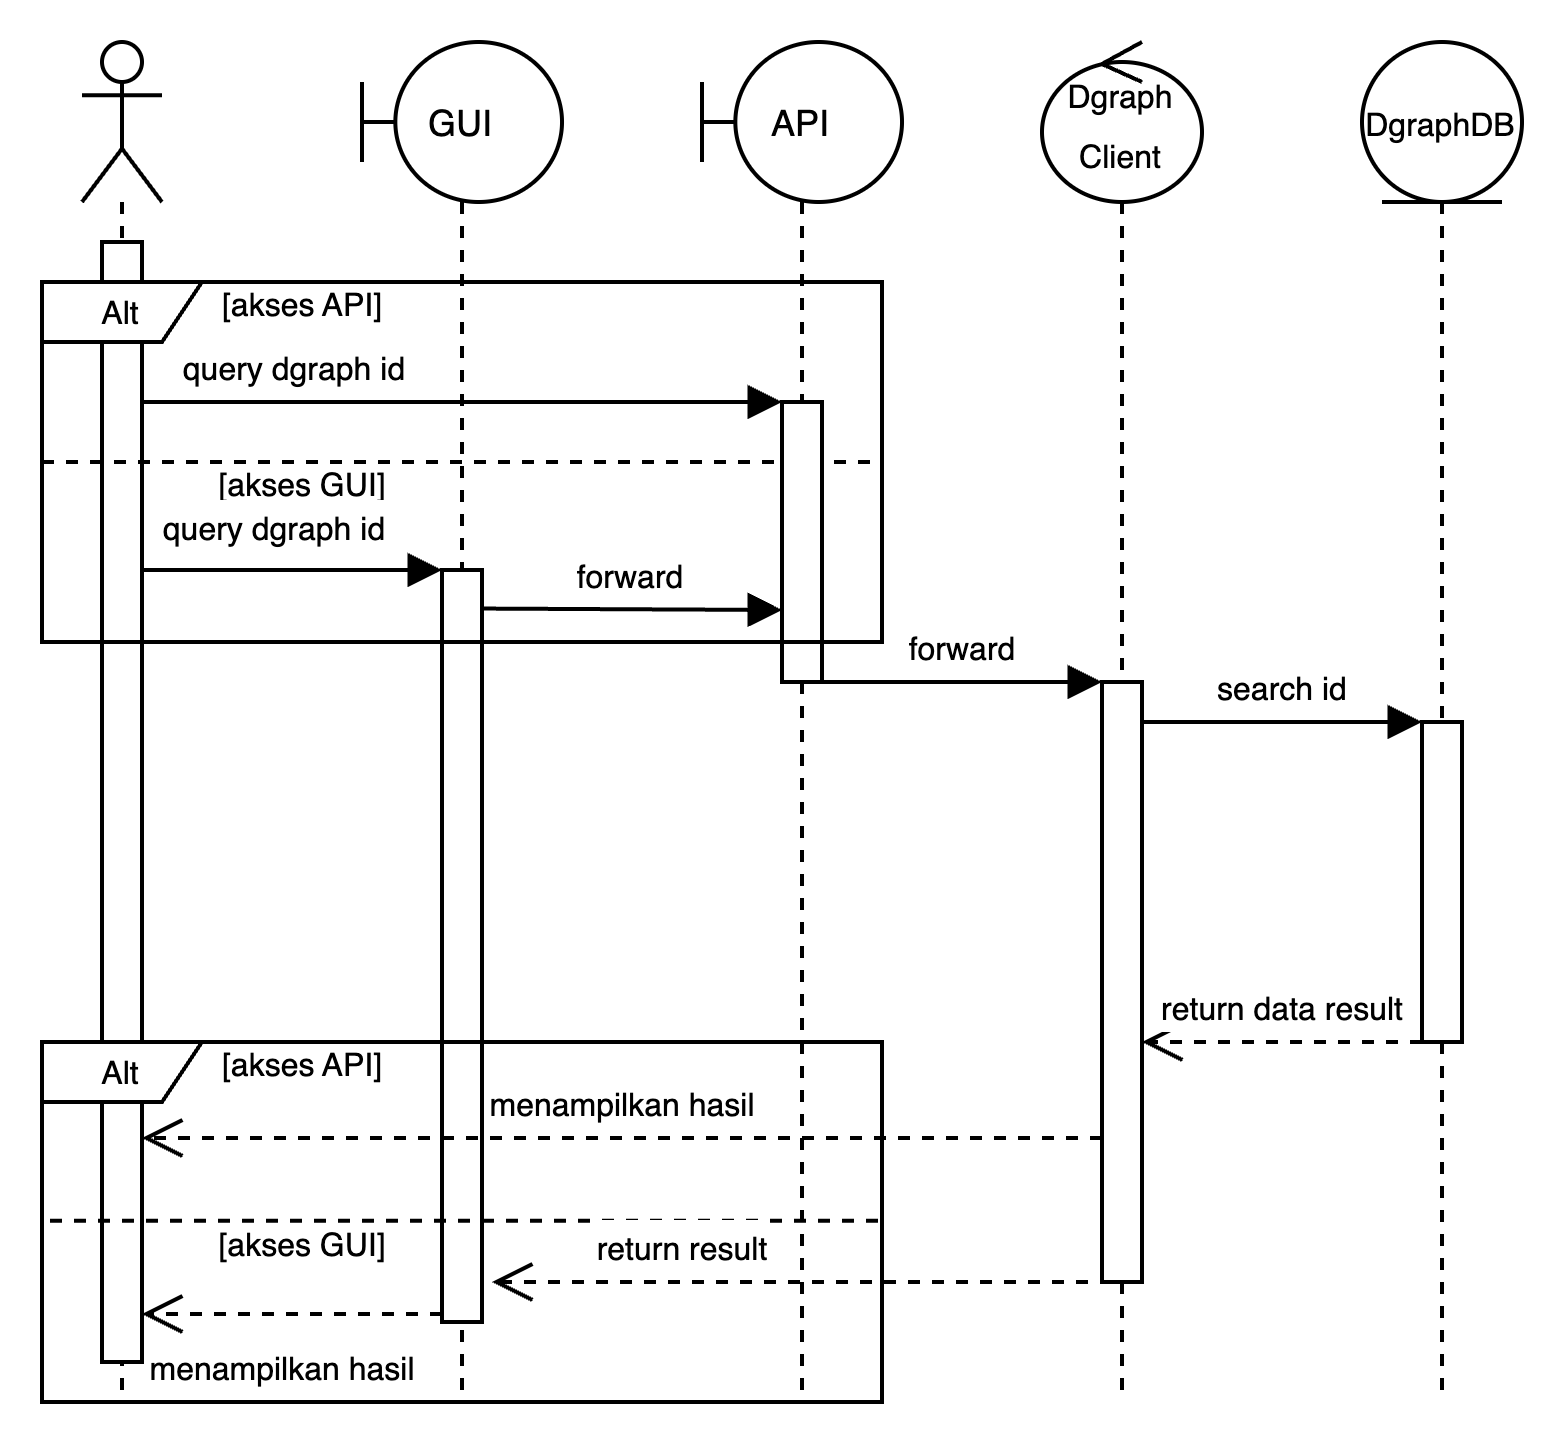 GUI
API
Dgraph
Client
DgraphDB
Alt
[akses API]
query dgraph id
[akses GUI]
query dgraph id
forward
forward
search id
return data result
Alt
[akses API]
menampilkan hasil
[akses GUI]
return result
menampilkan hasil